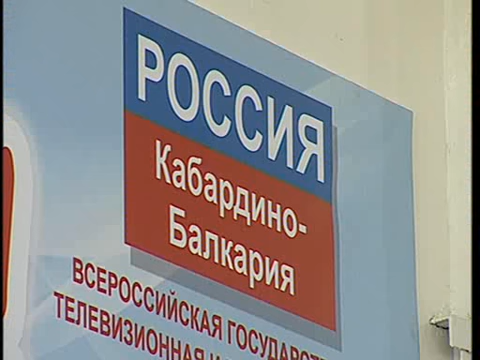 РОССИЯ
Кабардино-
Балкария
ВСЕРОССИЙСКАЯ
ТЕЛЕВИЗИОННАЯ